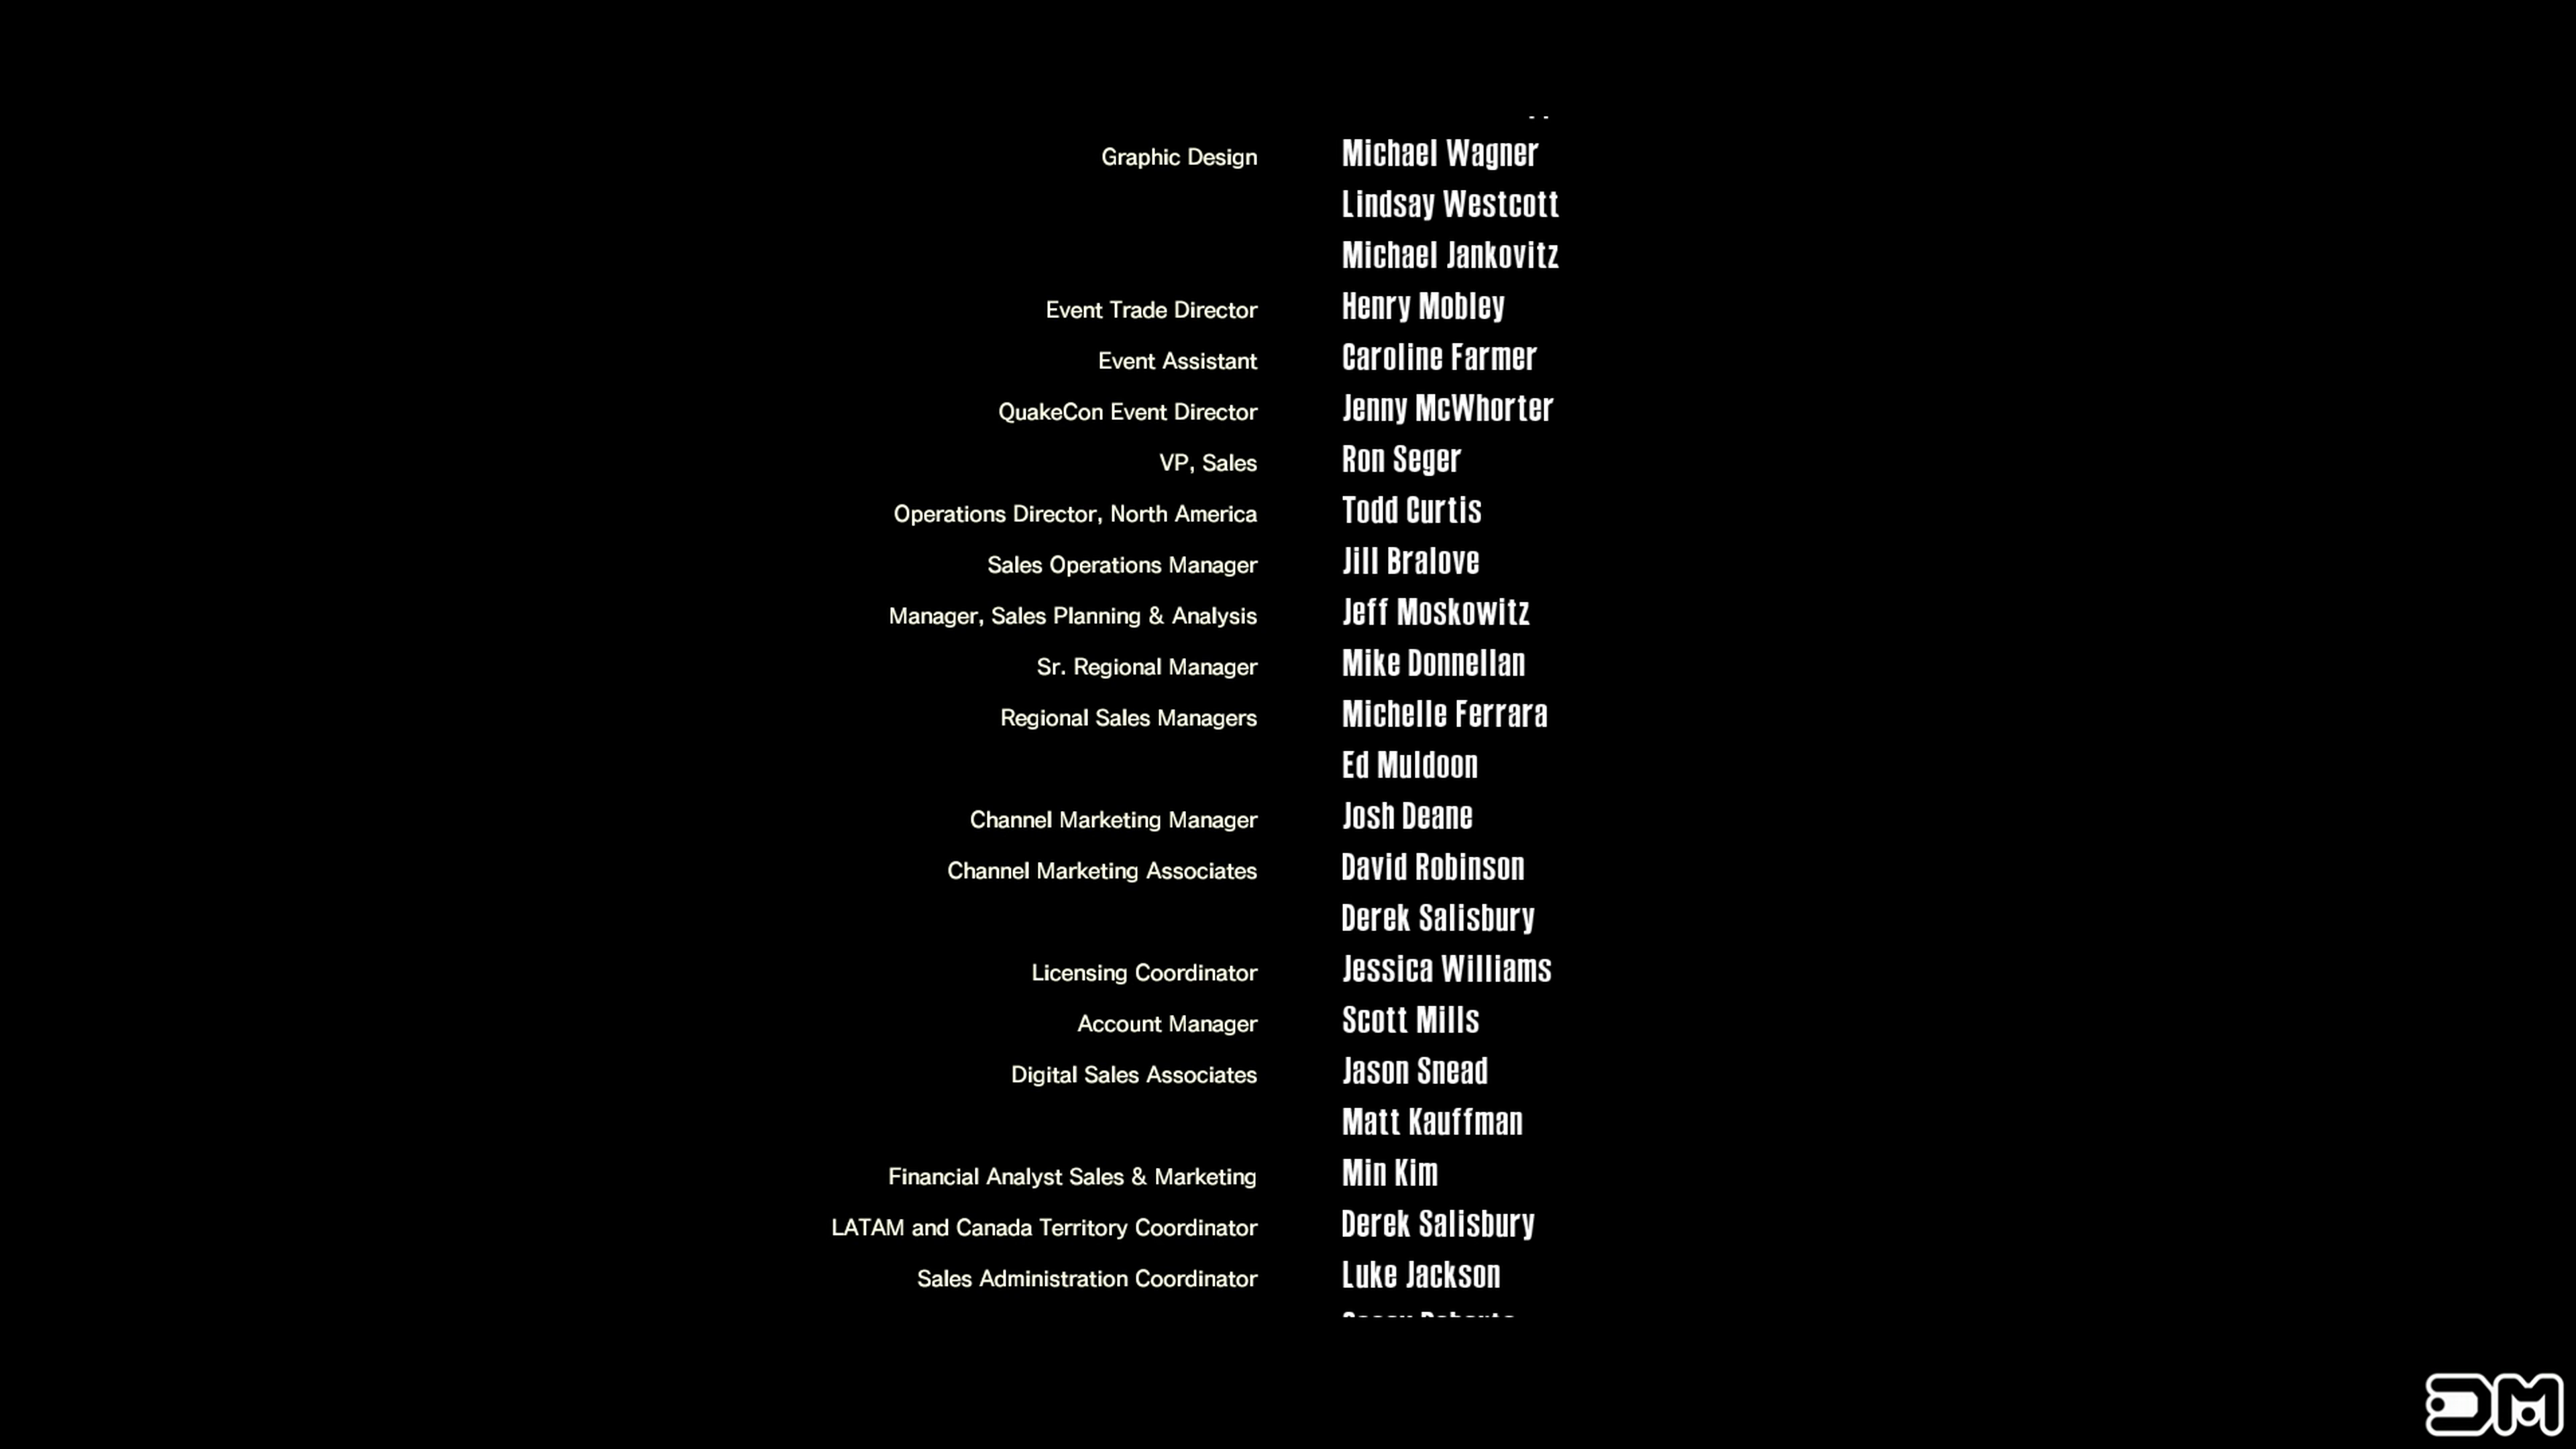 Graphic Design Michael Wagner
Lindsay Westcott
Michael Jankovitz
Event Trade Director Henry Mobley
Event Assistant Caroline Farmer
QuakeCon Event Director Jenny McWhorter
VP, Sales Ron Seger
Operations Director, North America Todd Curtis
Sales Operations Manager Jill Bralove
Manager, Sales Planning & Analysis Jeff Moskowitz
Sr. Regional Manager Mike Donnellan
Regional Sales Managers Michelle Ferrara
Ed Muldoon
Channel Marketing Manager Josh Deane
Channel Marketing Associates David Robinson
Derek Salisbury
Licensing Coordinator Jessica Williams
Account Manager Scott Mills
Digital Sales Associates Jason Snead
Matt Kauffman
Financial Analyst Sales & Marketing Min Kim
LATAM and Canada Territory Coordinator Derek Salisbury
Sales Administration Coordinator Luke Jackson
DM